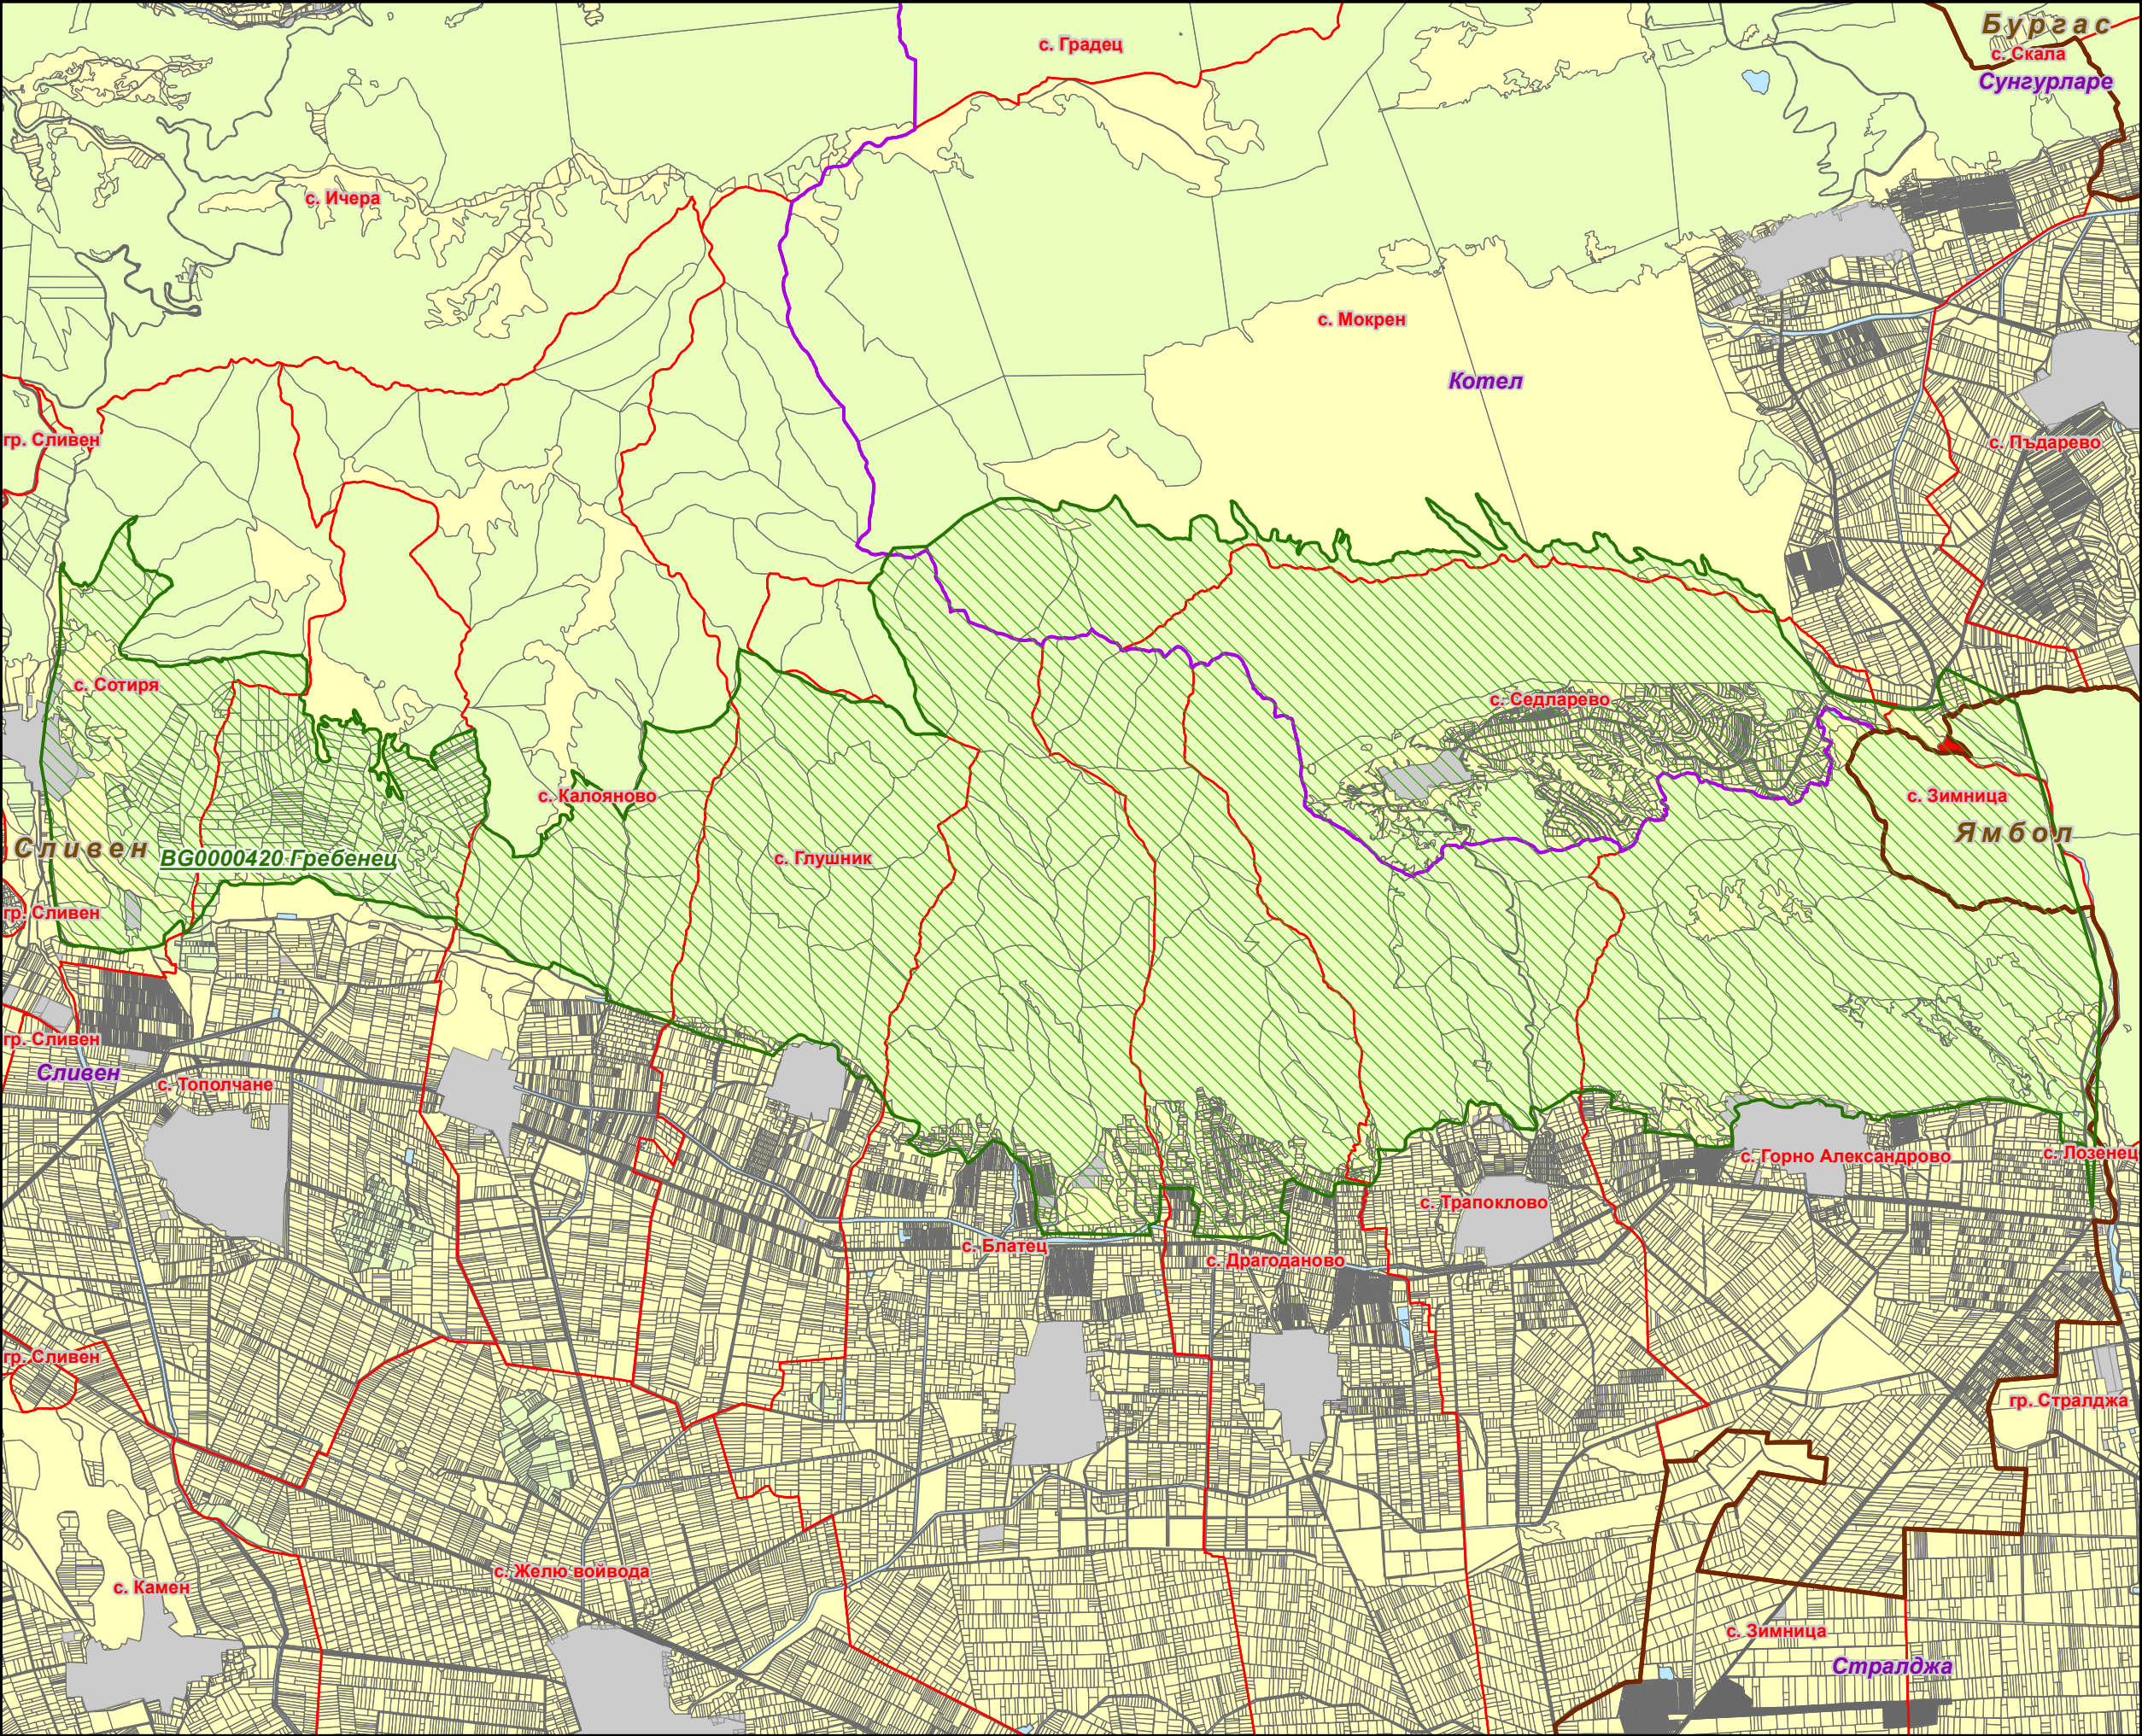 Бургас
с. Градец
с. Скала
Сунгурларе
с. Ичера
с. Мокрен
Котел
гр. Сливен
с. Пъдарево
с. Сотиря
с. Седларево
с. Калояново
с. Зимница
Ямбол
Сливен
BG0000420 Гребенец
с. Глушник
гр. Сливен
гр. Сливен
Сливен
с. Тополчане
с. Горно Александрово
с. Лозенец
с. Трапоклово
с. Блатец
с. Драгоданово
гр. Сливен
гр. Стралджа
с. Желю войвода
с. Камен
с. Зимница
Стралджа